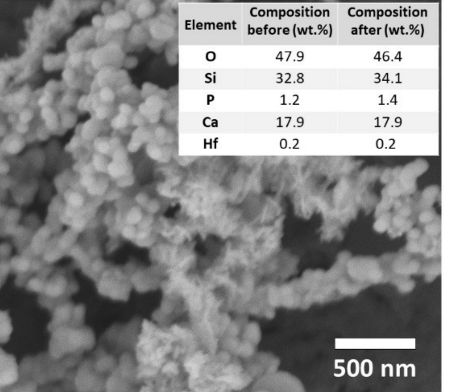 Element Composition before (wt.%) Composition after (wt.%)
O 47.9 46.4
Si 32.8 34.1
P 1.2 1.4
Ca 17.9 17.9
Hf 0.2 0.2
500 nm